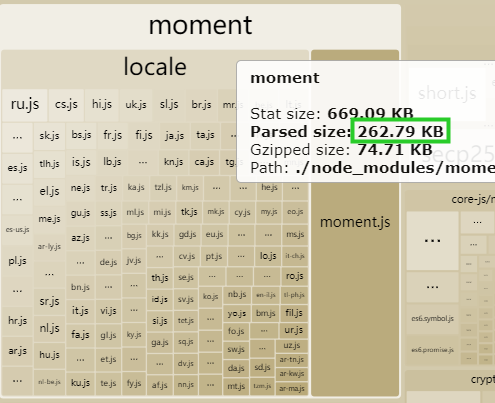 moment
locale
moment
Stat size: 669.09 KB
Parsed size: 262.79 KB
Gzipped size: 74.71 KB
Path: ./node_modules/mome
short.js
secp25
core-js/m
ru.js cs.js hi.js uk.js sl.js br.js mr.
... sk.js bs.js fr.js fi.js ja.js ta.js ...
es.js tlh.js is.js lb.js ... kn.js ca.js tg.
... el.js ne.js tr.js ka.js tzl.js km.js ... he.js ...
me.js gu.js ss.js ml.js mi.js tk.js mk.js cy.js my.js eo.js
es-us.js ar-ly.js az.js ... bg.js kk.js gd.js eu.js ... ms.js
pl.js ... de.js jv.js ... cv.js pt.js lo.js it-ch.js
... sr.js bn.js ... ... th.js se.js ... ... ro.js
hr.js nl.js it.js vi.js ... id.js sv.js ko.js nb.js en-il.js tl-ph.js
ar.js hu.js fa.js gl.js ky.js si.js tet.js yo.js bm.js fil.js
fo.js ... ur.js
... ... ... et.js dv.js ga.js sq.js sw.js ... uz.js
da.js sd.js ar-tn.js
ar-kw.js
nl-be.js ku.js te.js fy.js af.js nn.js mt.js tum.js ar-ma.js
moment.js
...
es6.symbol.js
es6.promise.js
crypt